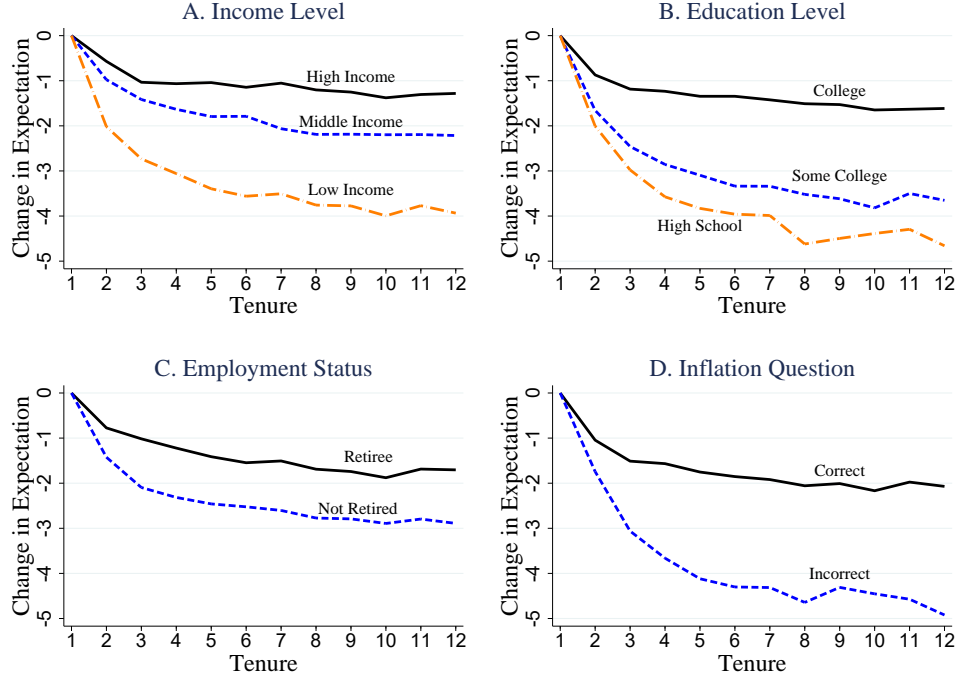 A. Income Level
Change in Expectation
0
-1
-2
-3
-4
-5
High Income
Middle Income
Low Income
1 2 3 4 5 6 7 8 9 10 11 12
Tenure
B. Education Level
Change in Expectation
0
-1
-2
-3
-4
-5
College
Some College
High School
1 2 3 4 5 6 7 8 9 10 11 12
Tenure
C. Employment Status
Change in Expectation
0
-1
-2
-3
-4
-5
Retiree
Not Retired
1 2 3 4 5 6 7 8 9 10 11 12
Tenure
D. Inflation Question
Change in Expectation
0
-1
-2
-3
-4
-5
Correct
Incorrect
1 2 3 4 5 6 7 8 9 10 11 12
Tenure